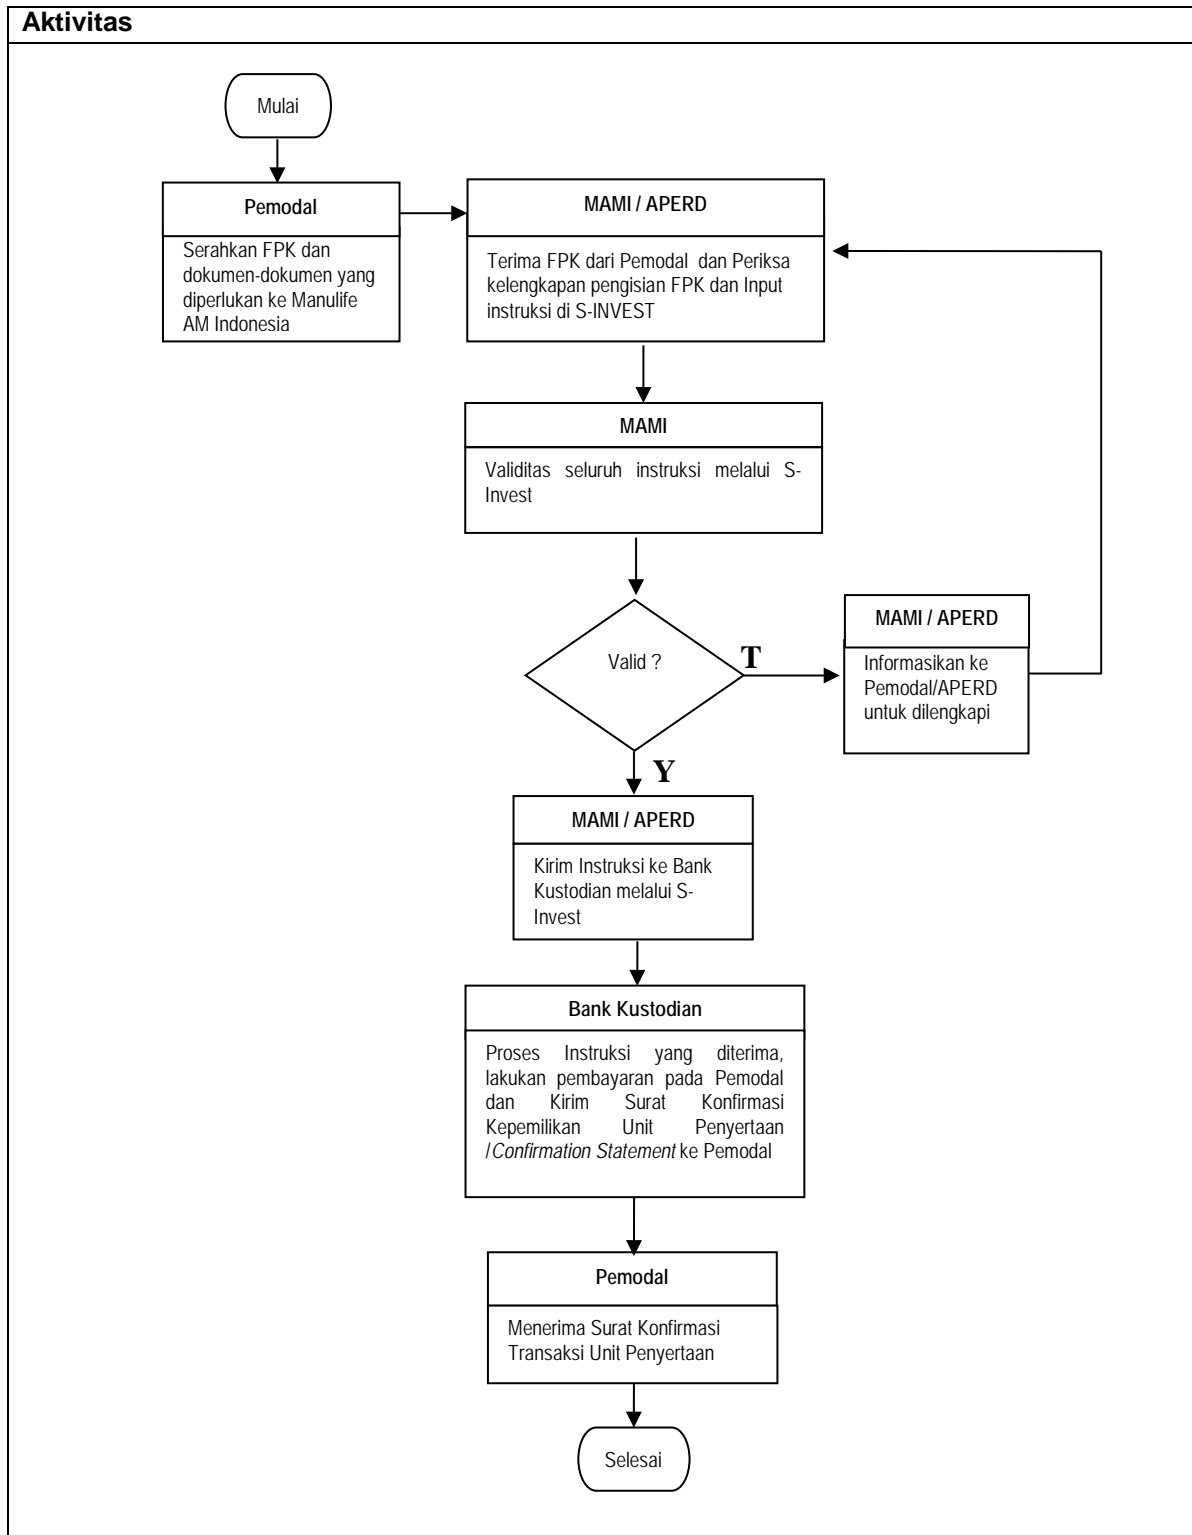 Aktivitas
Mulai
Pemodal
Serahkan FPK dan
dokumen-dokumen yang
diperlukan ke Manulife
AM Indonesia
MAMI / APERD
Terima FPK dari Pemodal dan Periksa
kelengkapan pengisian FPK dan Input
instruksi di S-INVEST
MAMI
Validitas seluruh instruksi melalui S-
Invest
Valid ?
T
MAMI / APERD
Informasikan ke
Pemodal/APERD
untuk dilengkapi
Y
MAMI / APERD
Kirim Instruksi ke Bank
Kustodian melalui S-
Invest
Bank Kustodian
Proses Instruksi yang diterima,
lakukan pembayaran pada Pemodal
dan Kirim Surat Konfirmasi
Kepemilikan Unit Penyertaan
/Confirmation Statement ke Pemodal
Pemodal
Menerima Surat Konfirmasi
Transaksi Unit Penyertaan
Selesai